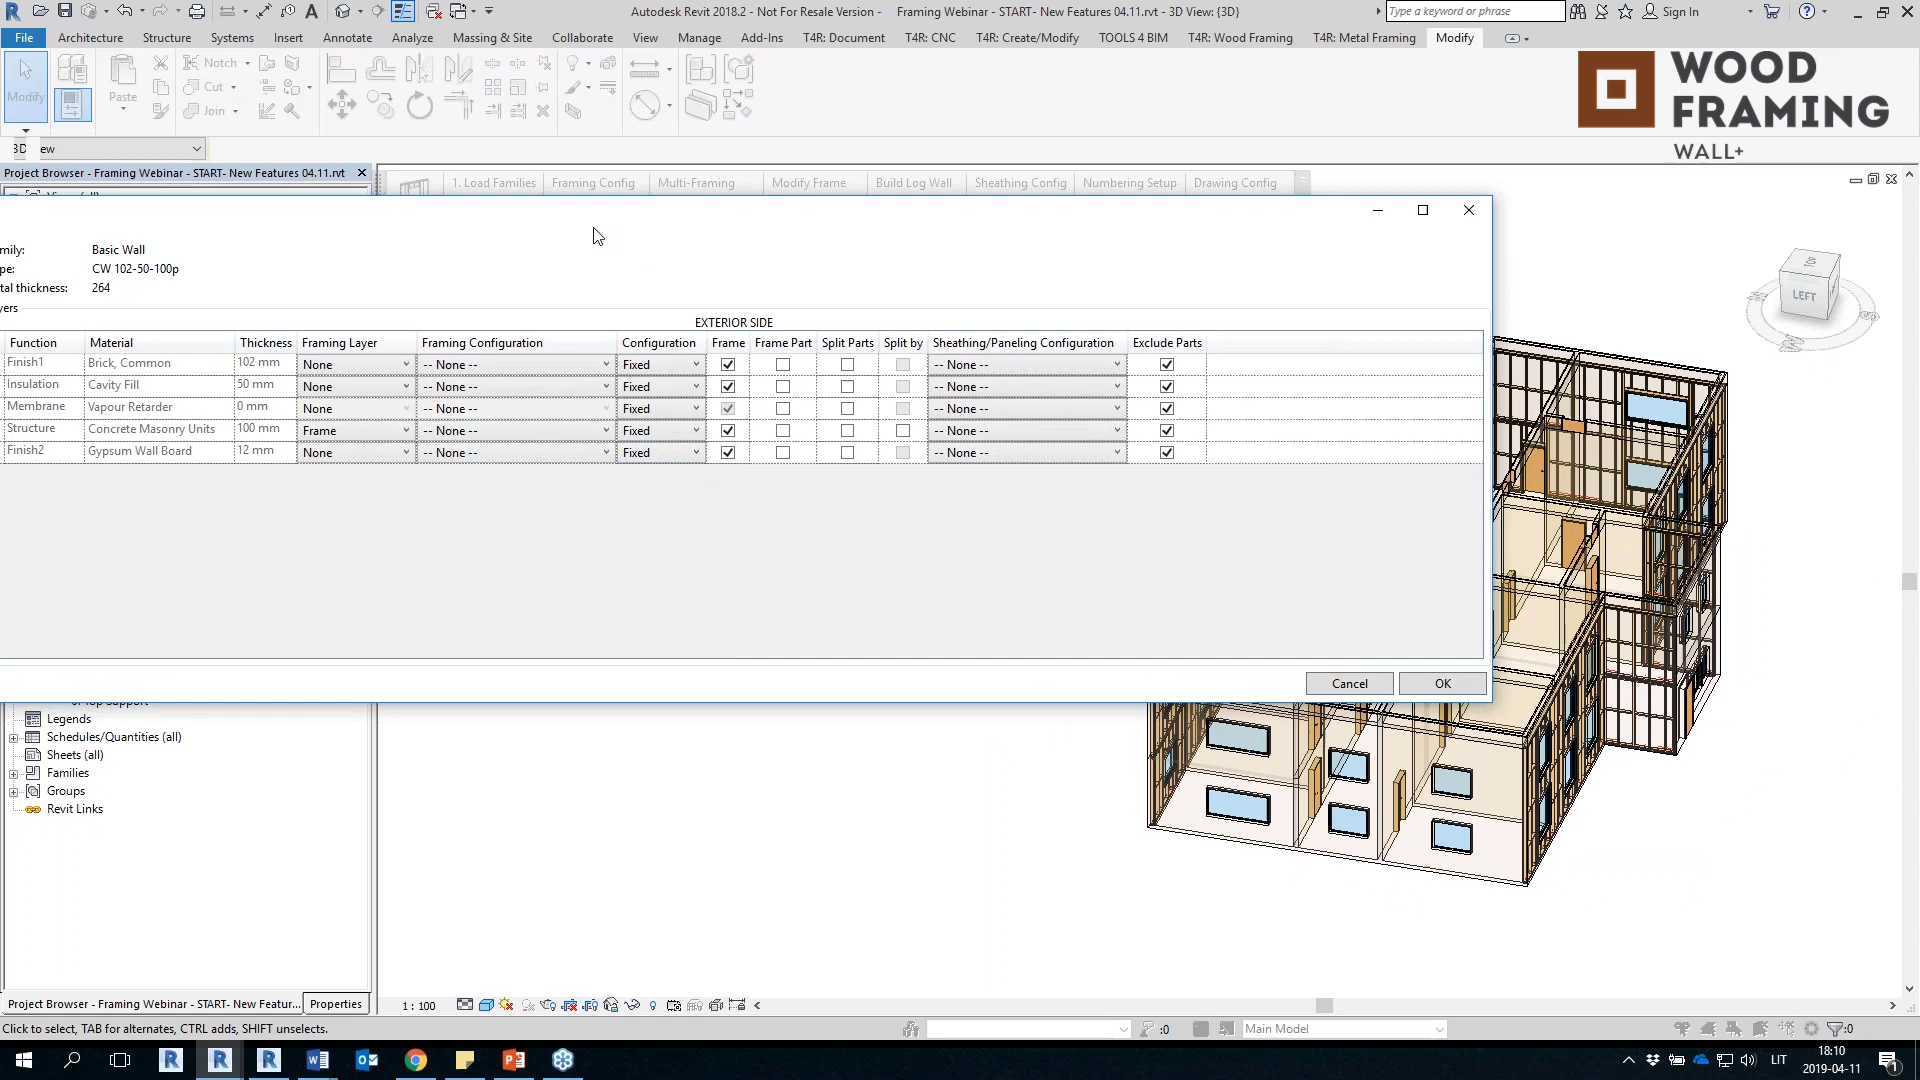 Autodesk Revit 2018.2 - Not For Resale Version - Framing Webinar - START- New Features 04.11.rvt - 3D View: {3D}
Type a keyword or phrase
Sign In
File Architecture Structure Systems Insert Annotate Analyze Massing & Site Collaborate View Manage Add-Ins T4R: Document T4R: CNC T4R: Create/Modify TOOLS 4 BIM T4R: Wood Framing T4R: Metal Framing Modify
Modify
Paste
Notch
Cut
Join
WOOD
FRAMING
WALL+
3D ew
Project Browser - Framing Webinar - START- New Features 04.11.rvt
1. Load Families Framing Config Multi-Framing Modify Frame Build Log Wall Sheathing Config Numbering Setup Drawing Config
mily: Basic Wall
pe: CW 102-50-100p
tal thickness: 264
yers
EXTERIOR SIDE
Function Material Thickness Framing Layer Framing Configuration Configuration Frame Frame Part Split Parts Split by Sheathing/Paneling Configuration Exclude Parts
Finish1 Brick, Common 102 mm None -- None -- Fixed -- None --
Insulation Cavity Fill 50 mm None -- None -- Fixed -- None --
Membrane Vapour Retarder 0 mm None -- None -- Fixed -- None --
Structure Concrete Masonry Units 100 mm Frame -- None -- Fixed -- None --
Finish2 Gypsum Wall Board 12 mm None -- None -- Fixed -- None --
Cancel OK
LEFT
Legends
Schedules/Quantities (all)
Sheets (all)
Families
Groups
Revit Links
Project Browser - Framing Webinar - START- New Featur... Properties
1 : 100
Click to select, TAB for alternates, CTRL adds, SHIFT unselects.
:0
Main Model
:0
LIT
18:10
2019-04-11
1